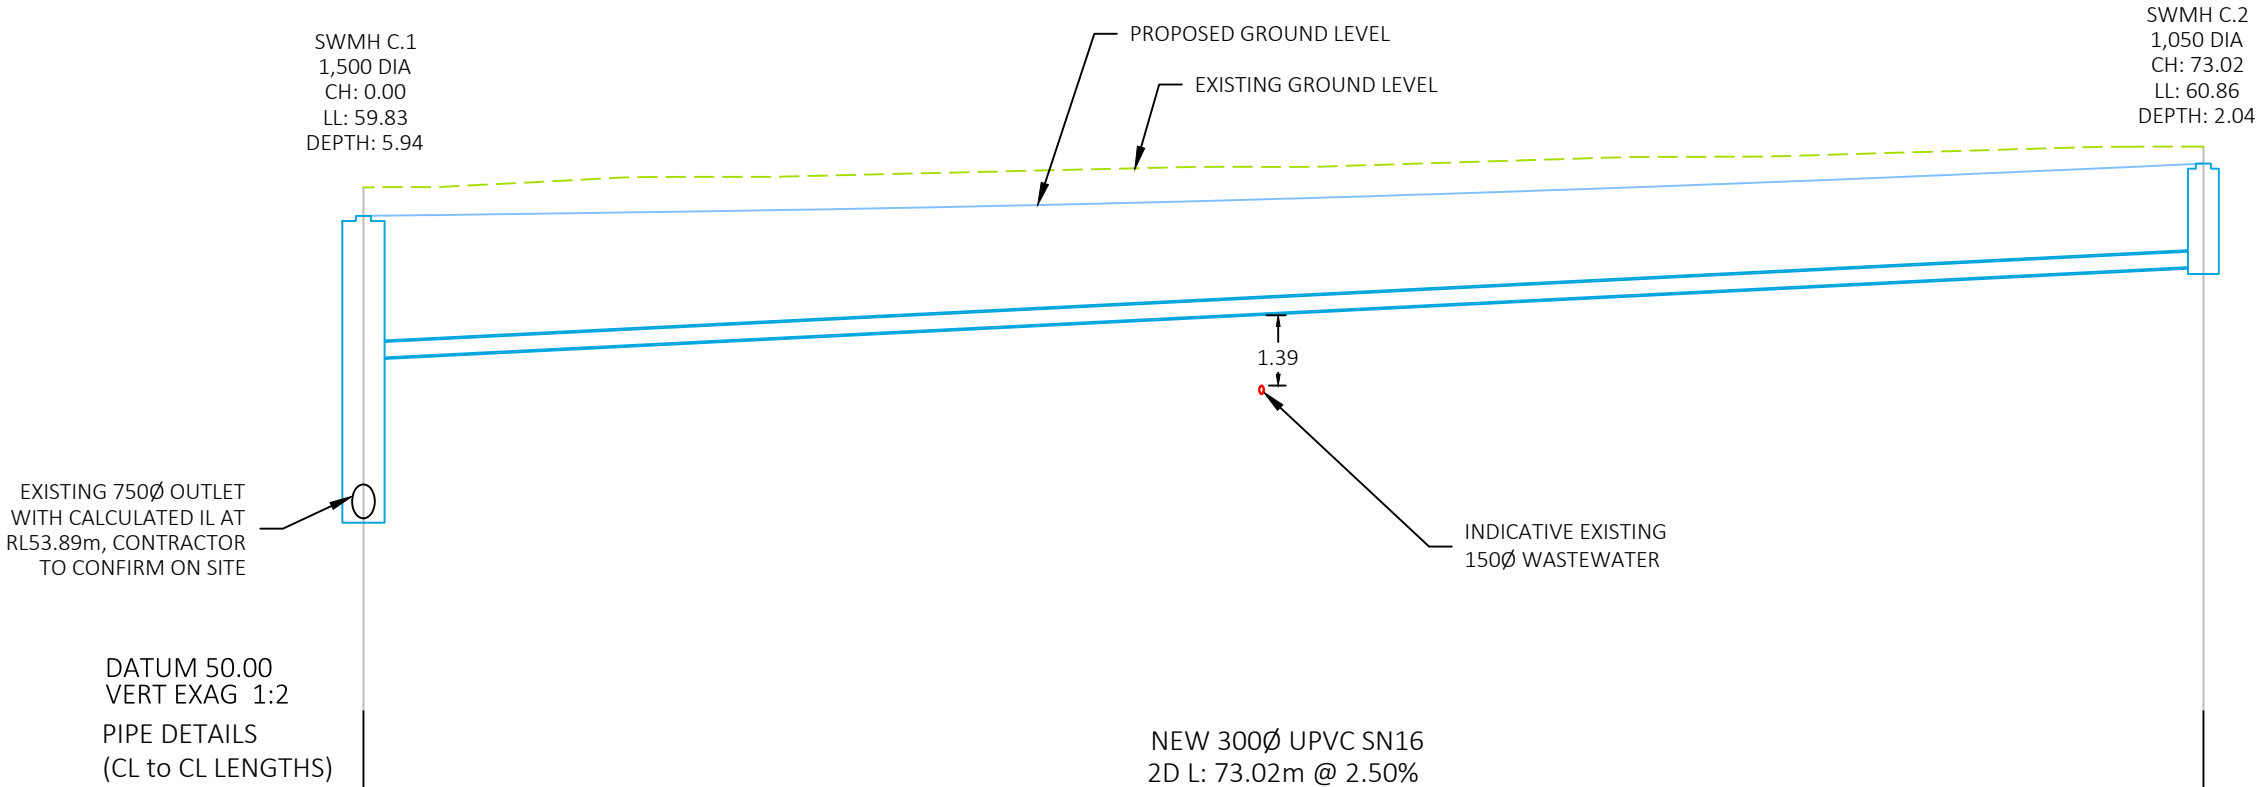 SWMH C.1
1,500 DIA
CH: 0.00
LL: 59.83
DEPTH: 5.94
PROPOSED GROUND LEVEL
EXISTING GROUND LEVEL
SWMH C.2
1,050 DIA
CH: 73.02
LL: 60.86
DEPTH: 2.04
1.39
EXISTING 750Ø OUTLET
WITH CALCULATED IL AT
RL53.89m, CONTRACTOR
TO CONFIRM ON SITE
INDICATIVE EXISTING
150Ø WASTEWATER
DATUM 50.00
VERT EXAG 1:2
PIPE DETAILS
(CL to CL LENGTHS)
NEW 300Ø UPVC SN16
2D L: 73.02m @ 2.50%